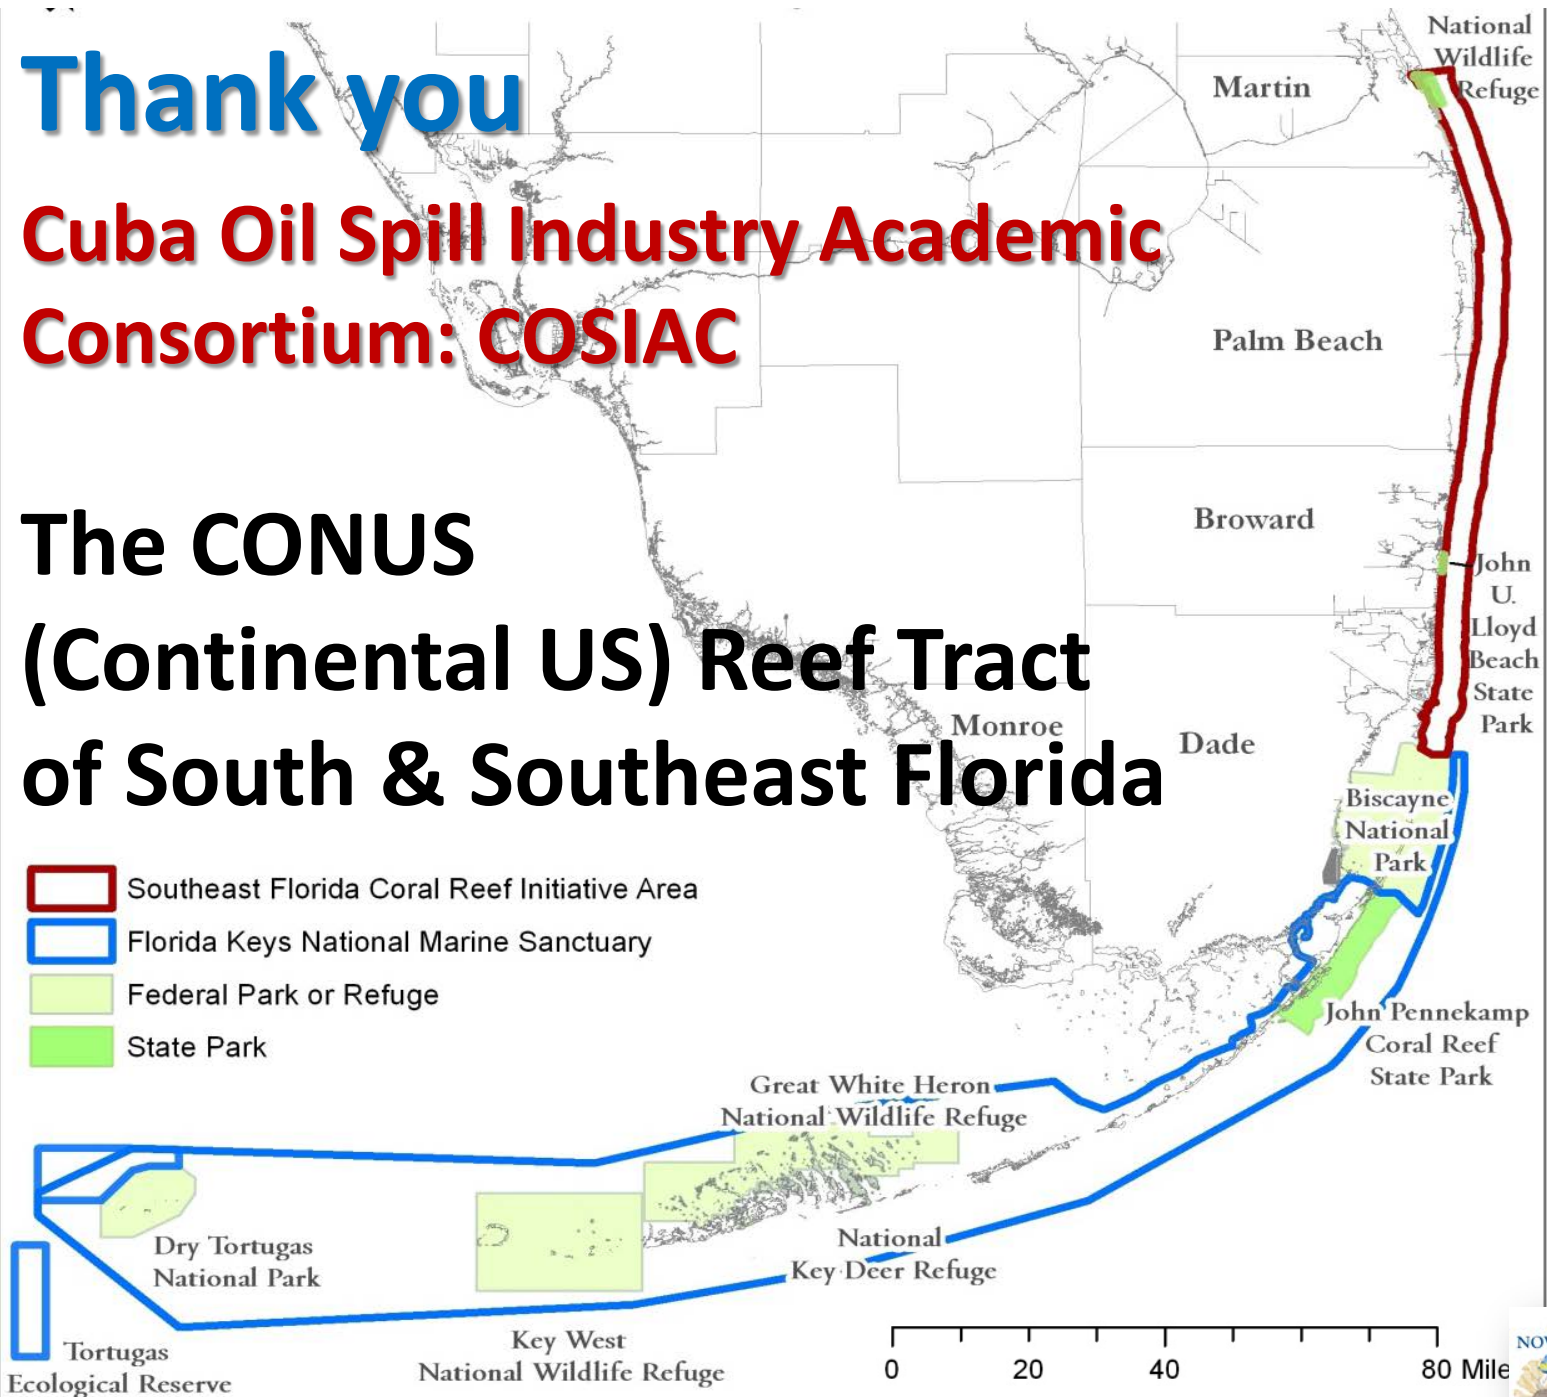 Thank you
Cuba Oil Spill Industry Academic
Consortium: COSIAC
The CONUS
(Continental US) Reef Tract
of South & Southeast Florida
National
Wildlife
Refuge
Martin
Palm Beach
Broward
John
U.
Lloyd
Beach
State
Park
Monroe
Dade
Biscayne
National
Park
Southeast Florida Coral Reef Initiative Area
Florida Keys National Marine Sanctuary
Federal Park or Refuge
State Park
John Pennekamp
Coral Reef
State Park
Great White Heron
National Wildlife Refuge
National
Key Deer Refuge
Dry Tortugas
National Park
Key West
National Wildlife Refuge
Tortugas
Ecological Reserve
0 20 40 80 Mile